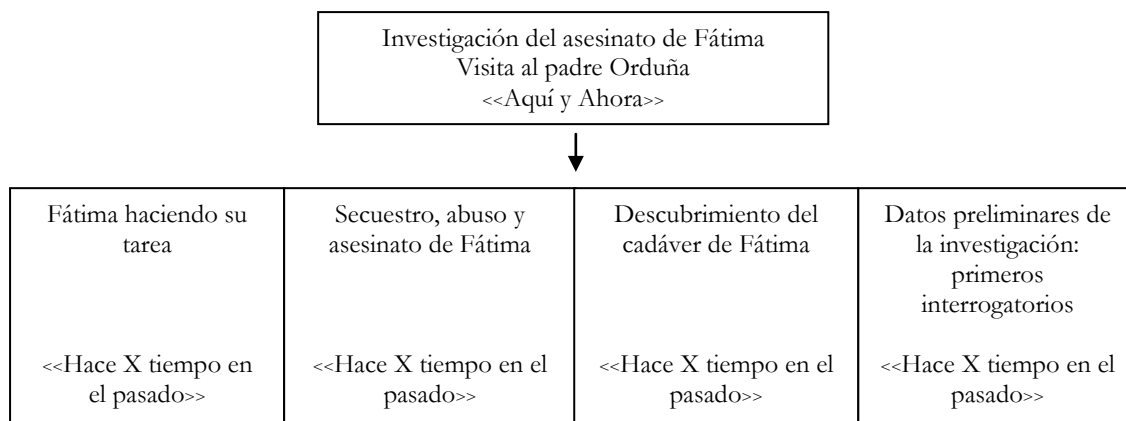 Investigación del asesinato de Fátima
Visita al padre Orduña
<<Aquí y Ahora>>
Fátima haciendo su
tarea
<<Hace X tiempo en
el pasado>>
Secuestro, abuso y
asesinato de Fátima
<<Hace X tiempo en el
pasado>>
Descubrimiento del
cadáver de Fátima
<<Hace X tiempo en el
pasado>>
Datos preliminares de
la investigación:
primeros
interrogatorios
<<Hace X tiempo en el
pasado>>